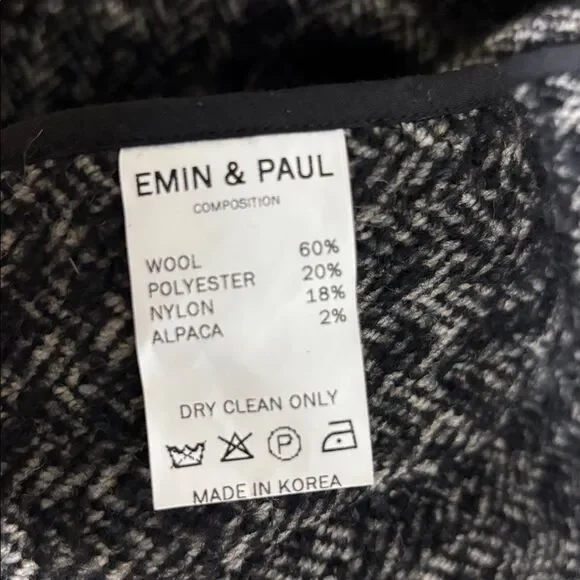 EMIN & PAUL
COMPOSITION
WOOL 60%
POLYESTER 20%
NYLON 18%
ALPACA 2%
DRY CLEAN ONLY
P
MADE IN KOREA